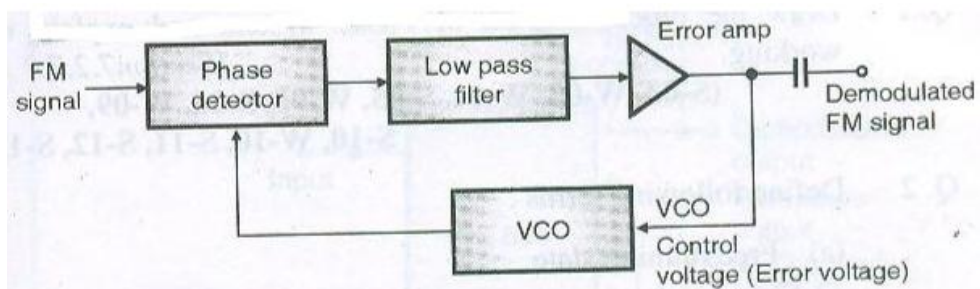 Error amp
FM
signal
Phase
detector
Low pass
filter
Demodulated
FM signal
VCO
VCO
Control
voltage (Error voltage)